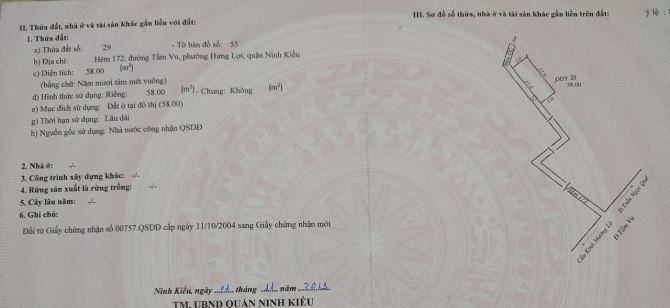 II. Thửa đất, nhà ở và tài sản khác gắn liền với đất:
1. Thửa đất:
a) Thửa đất số: 29 - Tờ bản đồ số: 55
b) Địa chỉ: Hẻm 172, đường Tầm Vu, phường Hưng Lợi, quận Ninh Kiều
c) Diện tích: 58.00 (m²)
(bằng chữ: Năm mươi tám mét vuông)
d) Hình thức sử dụng: Riêng: 58.00 (m²) - Chung: Không (m²)
e) Mục đích sử dụng: Đất ở tại đô thị (58.00)
g) Thời hạn sử dụng: Lâu dài
h) Nguồn gốc sử dụng: Nhà nước công nhận QSDĐ
2. Nhà ở: -/-
3. Công trình xây dựng khác: -/-
4. Rừng sản xuất là rừng trồng: -/-
5. Cây lâu năm: -/-
6. Ghi chú:
Đổi từ Giấy chứng nhận số 00757.QSDĐ cấp ngày 11/10/2004 sang Giấy chứng nhận mới
Ninh Kiều, ngày 01 tháng 11 năm 2013
TM. UBND QUẬN NINH KIỀU
III. Sơ đồ thửa đất, nhà ở và tài sản khác gắn liền trên đất:
ODT 29
58.00
Hẻm 172
Đ.Trần Ngọc Quế
Đ.Tầm Vu
Cầu Kinh Mương Lộ